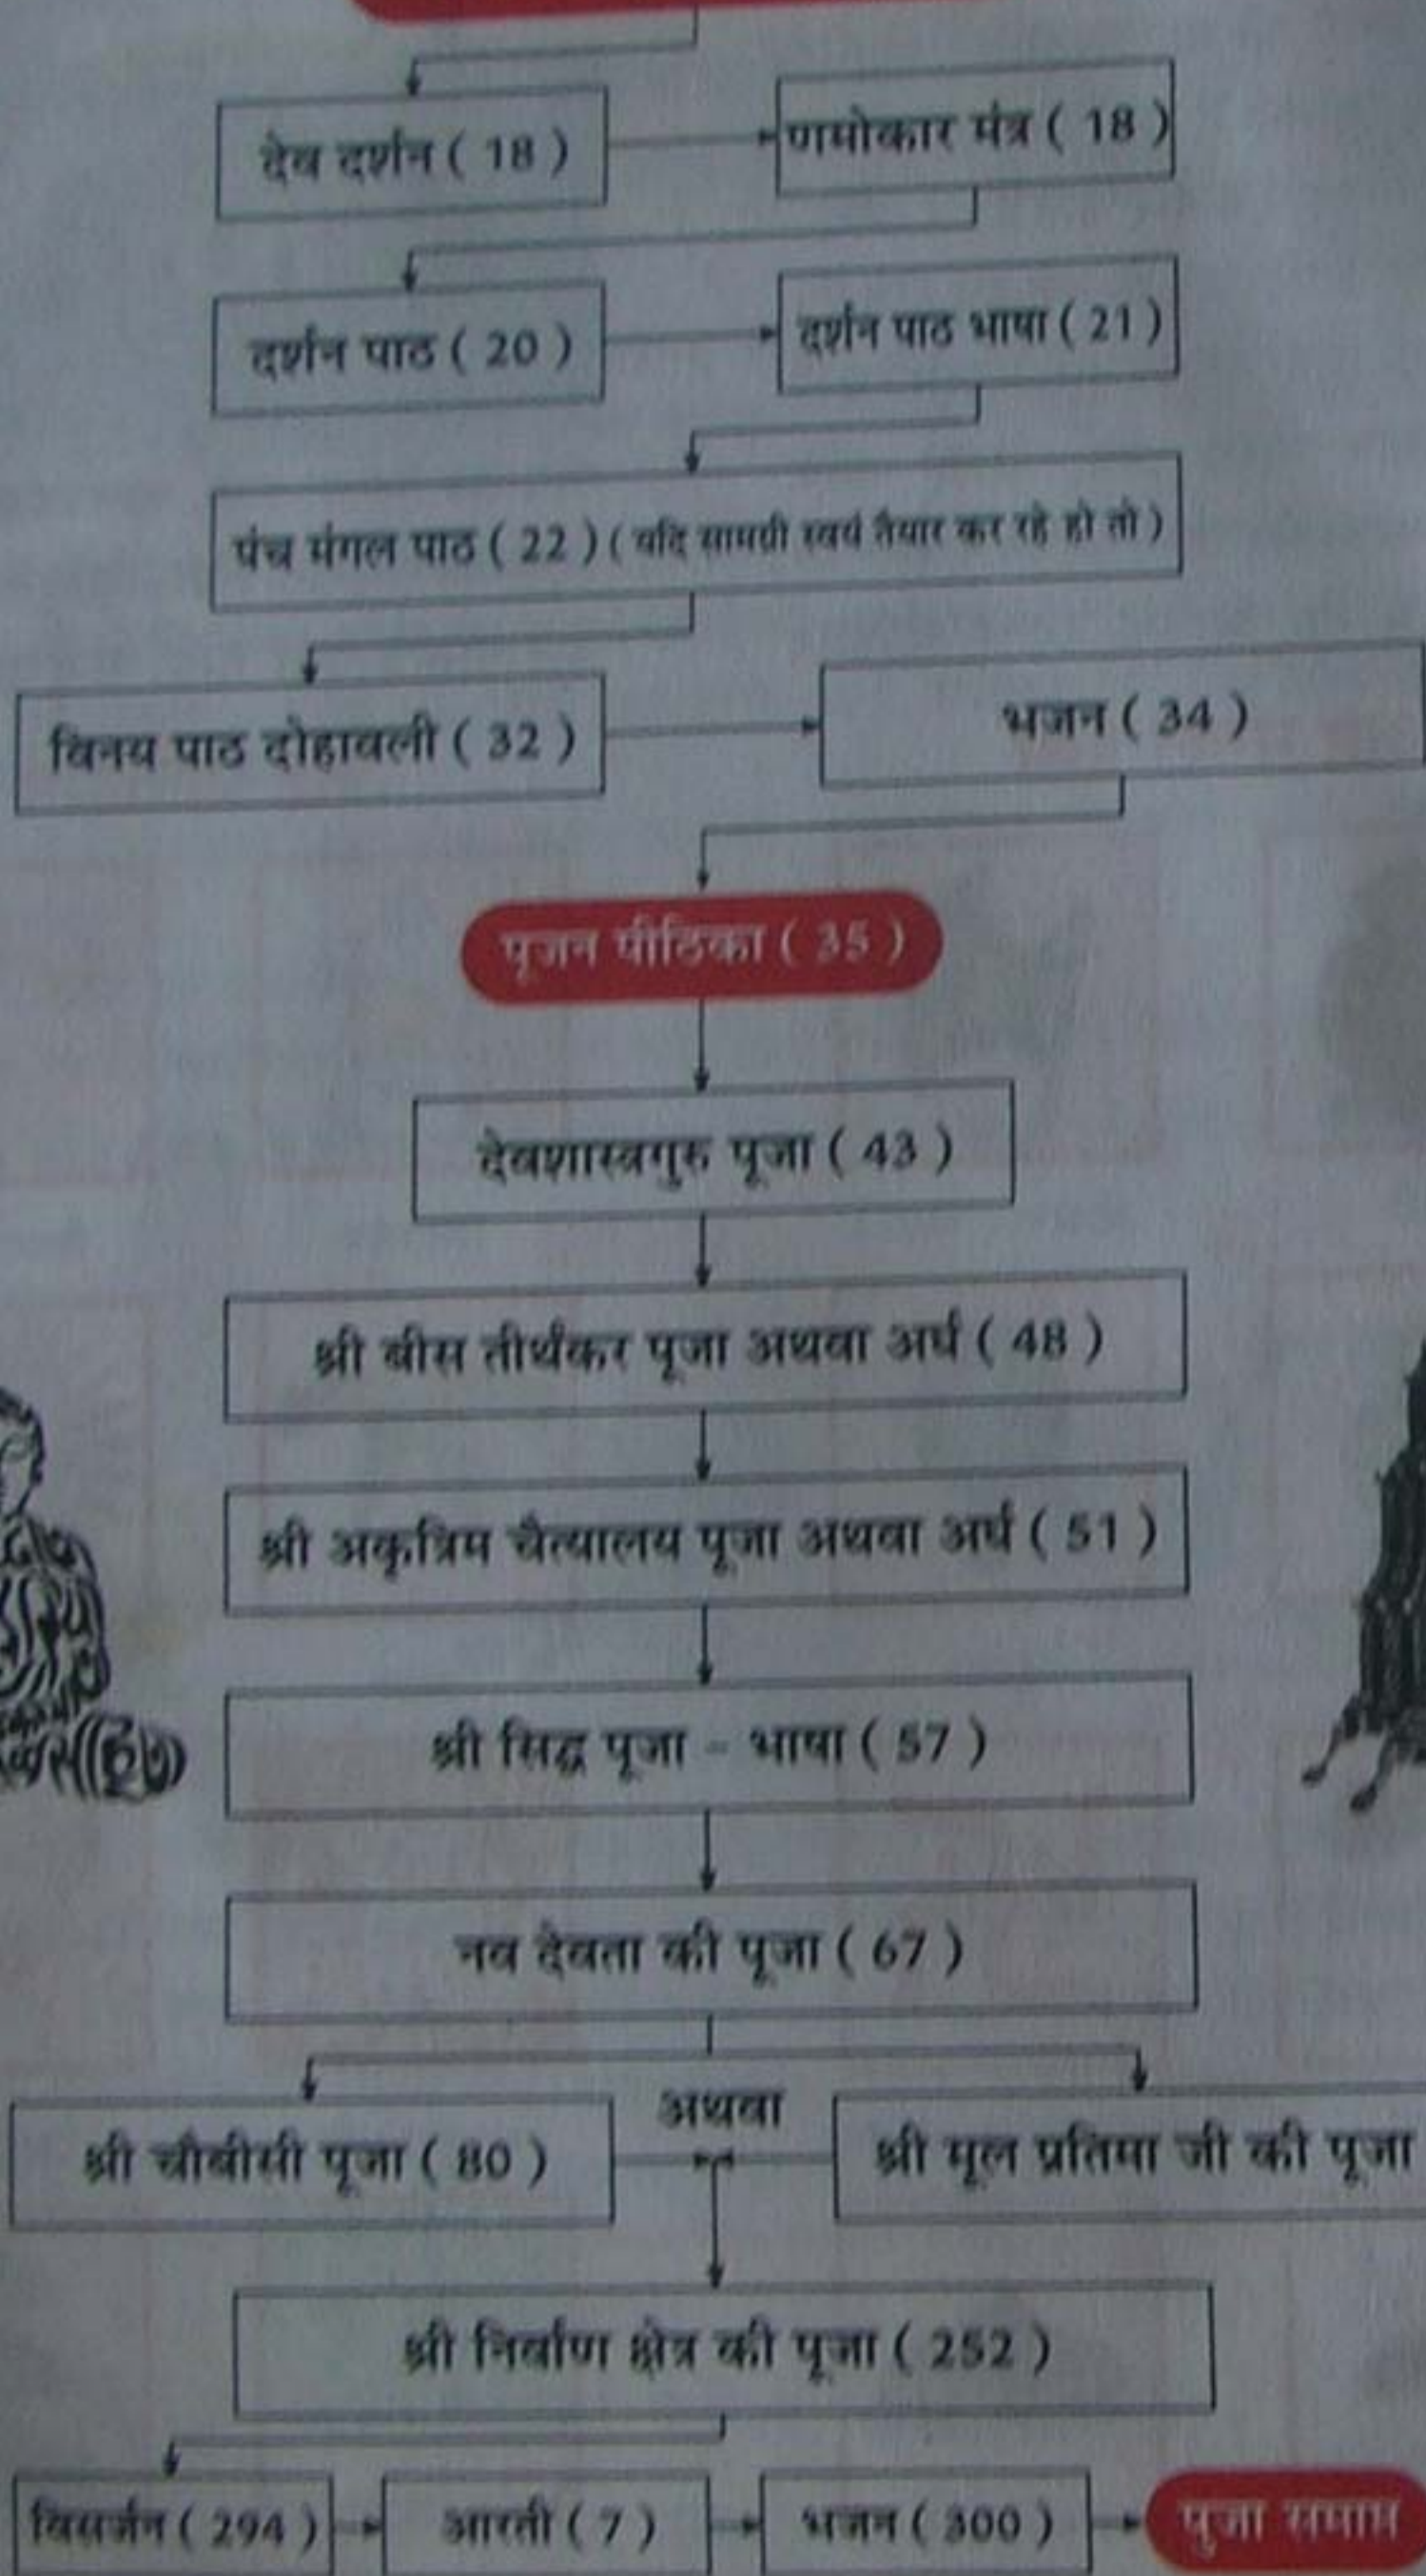 देव दर्शन ( 18 )
णमोकार मंत्र ( 18 )
दर्शन पाठ ( 20 )
दर्शन पाठ भाषा ( 21 )
पंच मंगल पाठ ( 22 ) ( यदि सामग्री स्वयं तैयार कर रहे हो तो )
विनय पाठ दोहावली ( 32 )
भजन ( 34 )
पूजन पीठिका ( 35 )
देवशास्त्रगुरु पूजा ( 43 )
श्री बीस तीर्थंकर पूजा अथवा अर्घ ( 48 )
श्री अकृत्रिम चैत्यालय पूजा अथवा अर्घ ( 51 )
श्री सिद्ध पूजा - भाषा ( 57 )
नव देवता की पूजा ( 67 )
अथवा
श्री चौबीसी पूजा ( 80 )
श्री मूल प्रतिमा जी की पूजा
श्री निर्वाण क्षेत्र की पूजा ( 252 )
विसर्जन ( 294 )
आरती ( 7 )
भजन ( 300 )
पुजा समाप्त